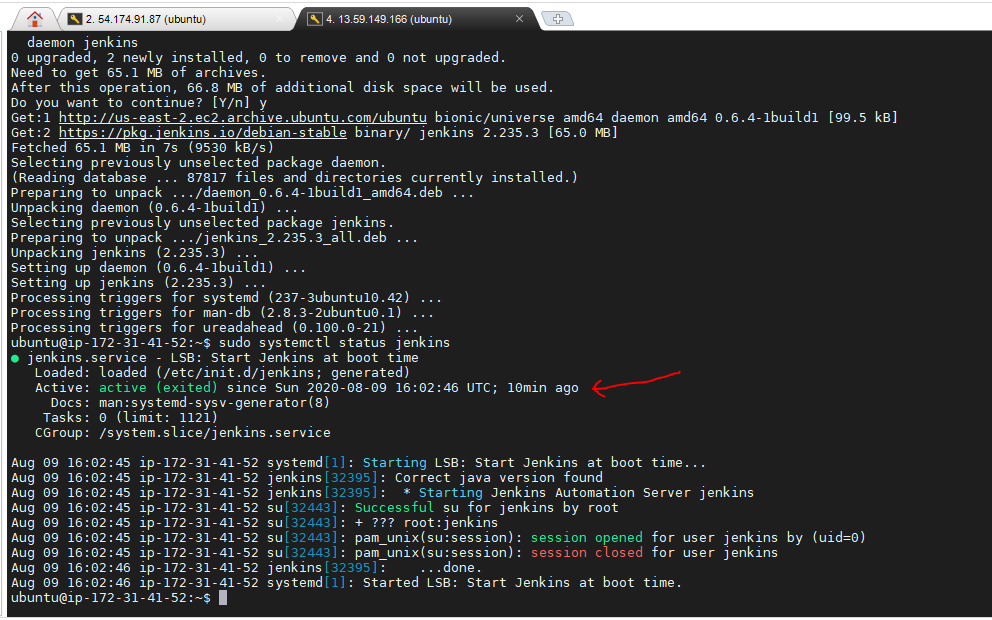 2. 54.174.91.87 (ubuntu)
4. 13.59.149.166 (ubuntu)
daemon jenkins
0 upgraded, 2 newly installed, 0 to remove and 0 not upgraded.
Need to get 65.1 MB of archives.
After this operation, 66.8 MB of additional disk space will be used.
Do you want to continue? [Y/n] y
Get:1 http://us-east-2.ec2.archive.ubuntu.com/ubuntu bionic/universe amd64 daemon amd64 0.6.4-1build1 [99.5 kB]
Get:2 https://pkg.jenkins.io/debian-stable binary/ jenkins 2.235.3 [65.0 MB]
Fetched 65.1 MB in 7s (9530 kB/s)
Selecting previously unselected package daemon.
(Reading database ... 87817 files and directories currently installed.)
Preparing to unpack .../daemon_0.6.4-1build1_amd64.deb ...
Unpacking daemon (0.6.4-1build1) ...
Selecting previously unselected package jenkins.
Preparing to unpack .../jenkins_2.235.3_all.deb ...
Unpacking jenkins (2.235.3) ...
Setting up daemon (0.6.4-1build1) ...
Setting up jenkins (2.235.3) ...
Processing triggers for systemd (237-3ubuntu10.42) ...
Processing triggers for man-db (2.8.3-2ubuntu0.1) ...
Processing triggers for ureadahead (0.100.0-21) ...
ubuntu@ip-172-31-41-52:~$ sudo systemctl status jenkins
● jenkins.service - LSB: Start Jenkins at boot time
Loaded: loaded (/etc/init.d/jenkins; generated)
Active: active (exited) since Sun 2020-08-09 16:02:46 UTC; 10min ago
Docs: man:systemd-sysv-generator(8)
Tasks: 0 (limit: 1121)
CGroup: /system.slice/jenkins.service
Aug 09 16:02:45 ip-172-31-41-52 systemd[1]: Starting LSB: Start Jenkins at boot time...
Aug 09 16:02:45 ip-172-31-41-52 jenkins[32395]: Correct java version found
Aug 09 16:02:45 ip-172-31-41-52 jenkins[32395]:  * Starting Jenkins Automation Server jenkins
Aug 09 16:02:45 ip-172-31-41-52 su[32443]: Successful su for jenkins by root
Aug 09 16:02:45 ip-172-31-41-52 su[32443]: + ??? root:jenkins
Aug 09 16:02:45 ip-172-31-41-52 su[32443]: pam_unix(su:session): session opened for user jenkins by (uid=0)
Aug 09 16:02:45 ip-172-31-41-52 su[32443]: pam_unix(su:session): session closed for user jenkins
Aug 09 16:02:46 ip-172-31-41-52 jenkins[32395]:    ...done.
Aug 09 16:02:46 ip-172-31-41-52 systemd[1]: Started LSB: Start Jenkins at boot time.
ubuntu@ip-172-31-41-52:~$